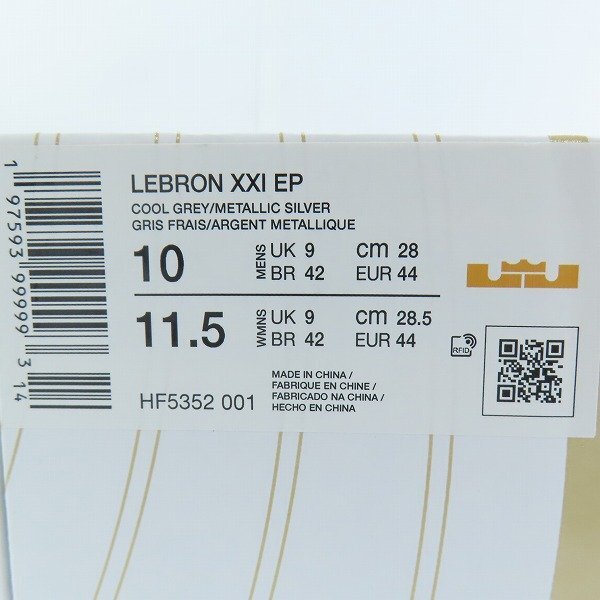 LEBRON XXI EP
COOL GREY/METALLIC SILVER
GRIS FRAIS/ARGENT METALLIQUE
10 MENS UK 9 CM 28
BR 42 EUR 44
11.5 WMNS UK 9 CM 28.5
BR 42 EUR 44
HF5352 001
MADE IN CHINA /
FABRIQUE EN CHINE /
FABRICADO NA CHINA /
HECHO EN CHINA
RFID
1 97593 99999 3 14